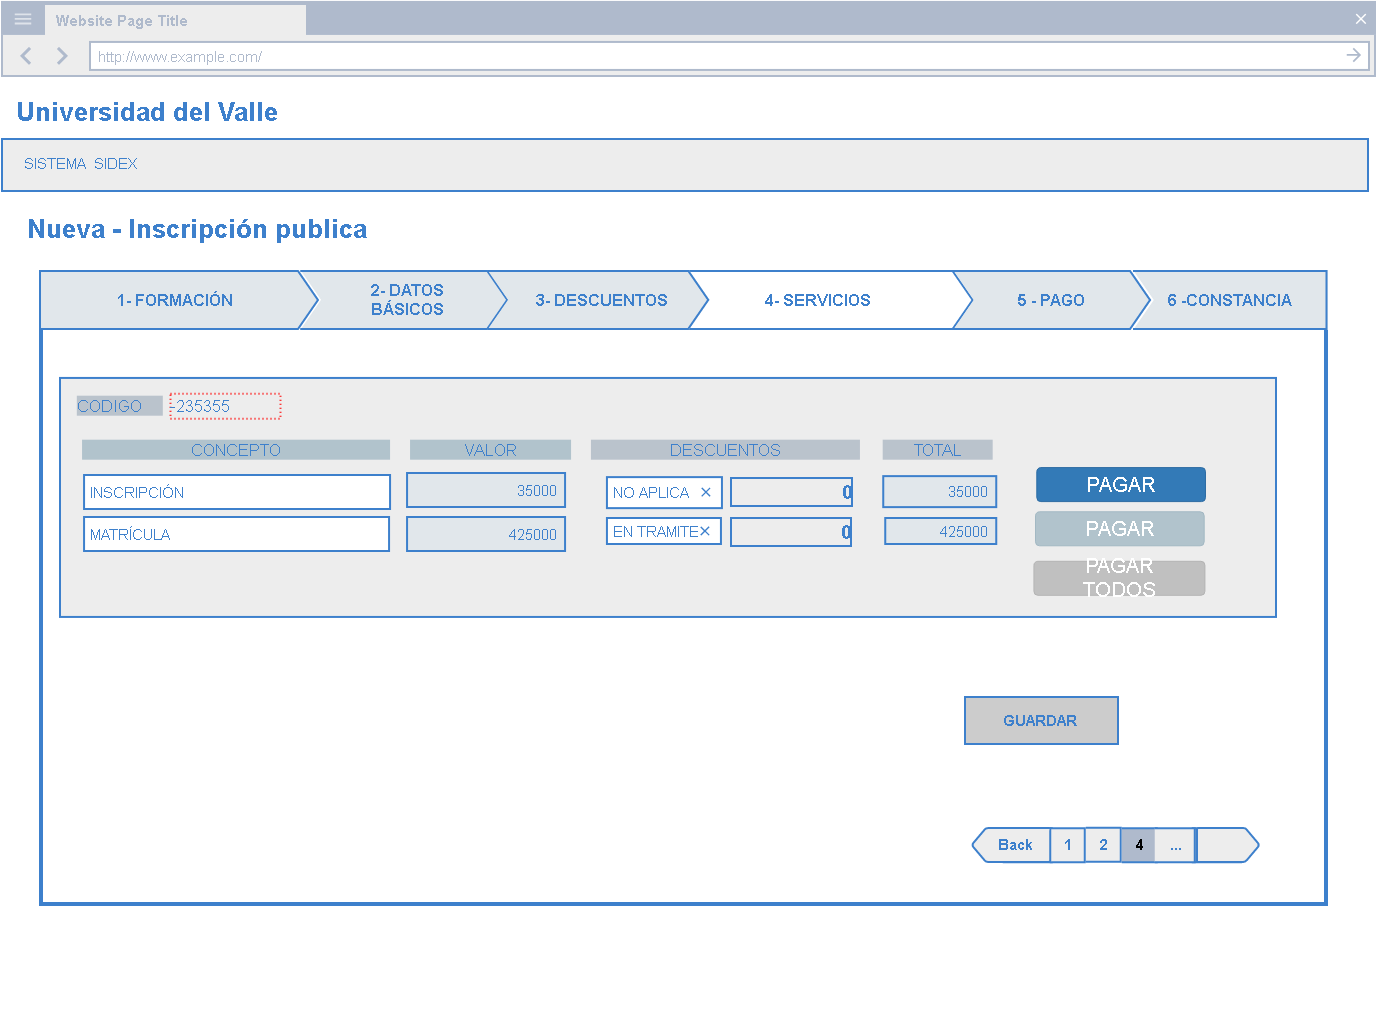 Website Page Title
http://www.example.com/
Universidad del Valle
SISTEMA SIDEX
Nueva - Inscripción publica
1- FORMACIÓN
2- DATOS
BÁSICOS
3- DESCUENTOS
4- SERVICIOS
5 - PAGO
6 -CONSTANCIA
CODIGO -235355
CONCEPTO VALOR DESCUENTOS TOTAL
INSCRIPCIÓN 35000 NO APLICA × 0 35000 PAGAR
MATRÍCULA 425000 EN TRAMITE× 0 425000 PAGAR
PAGAR
TODOS
GUARDAR
Back 1 2 4 ...